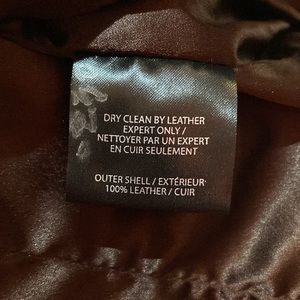 DRY CLEAN BY LEATHER
EXPERT ONLY /
NETTOYER PAR UN EXPERT
EN CUIR SEULEMENT
OUTER SHELL / EXTÉRIEUR
100% LEATHER / CUIR